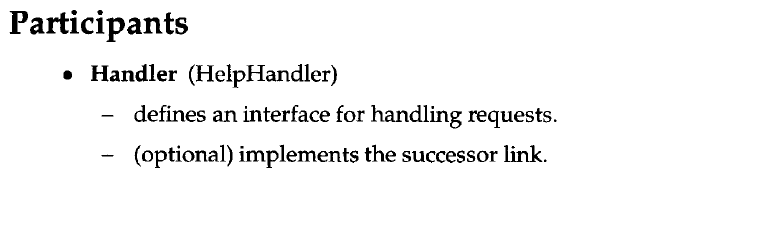 Participants
• Handler (HelpHandler)
– defines an interface for handling requests.
– (optional) implements the successor link.